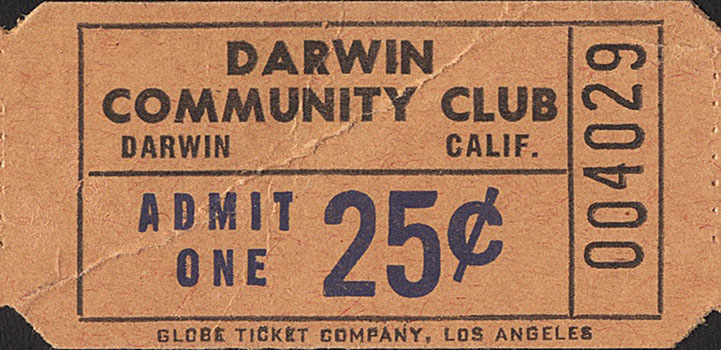 DARWIN
COMMUNITY CLUB
DARWIN CALIF.
ADMIT
ONE
25¢
004029
GLOBE TICKET COMPANY, LOS ANGELES